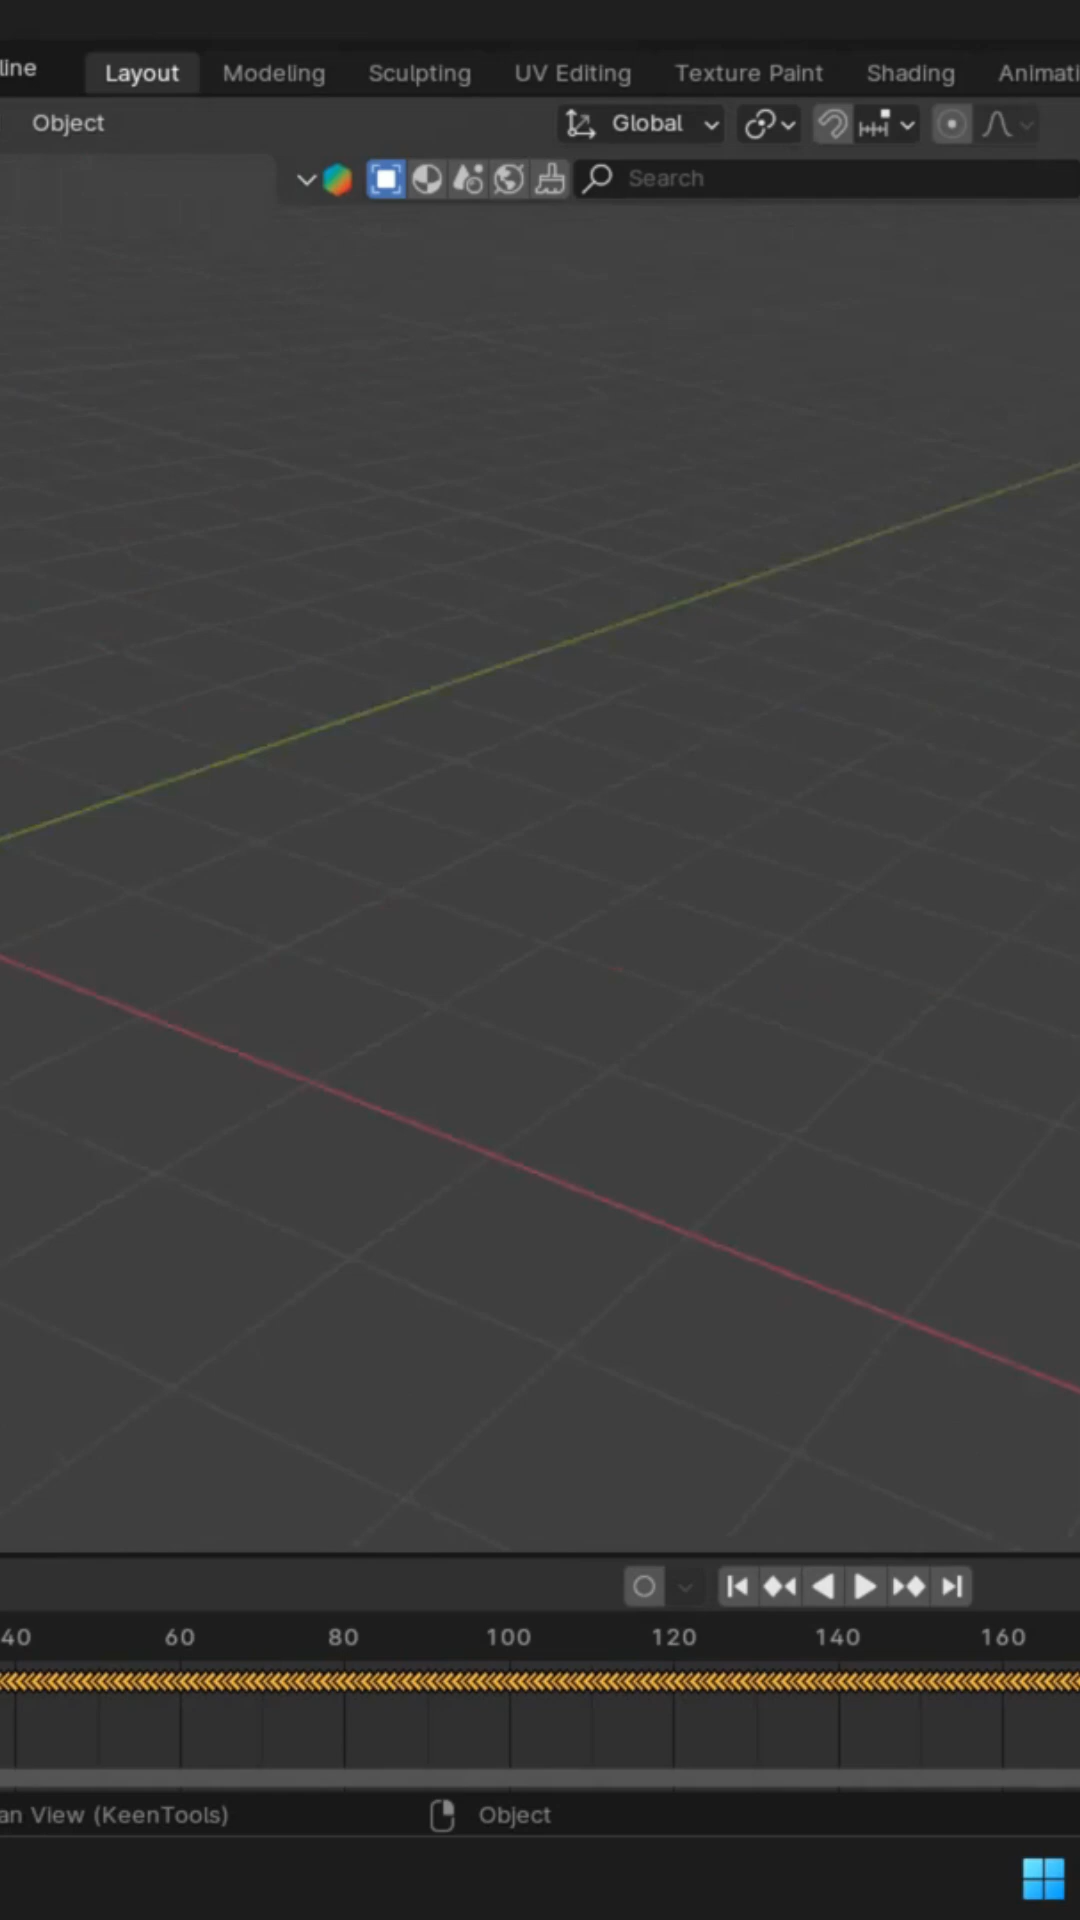 line Layout Modeling Sculpting UV Editing Texture Paint Shading Animati
Object Global
Search
40 60 80 100 120 140 160
an View (KeenTools) Object